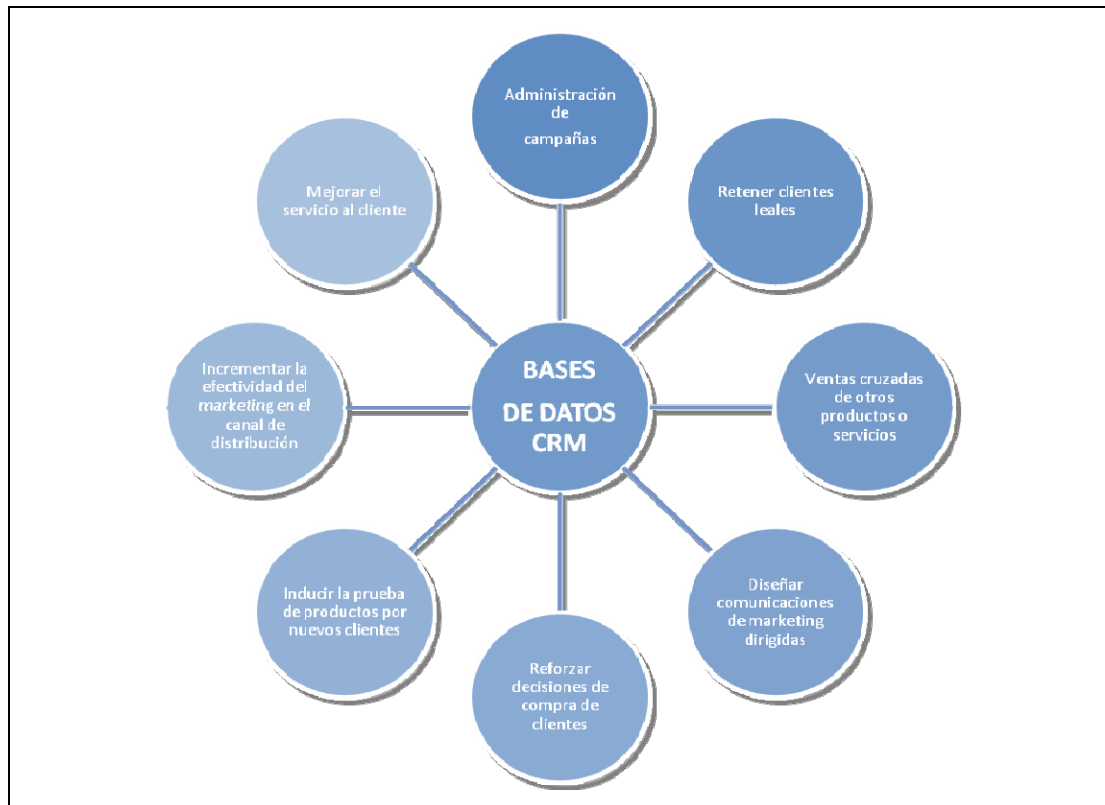 Administración
de
campañas
Retener clientes
leales
Ventas cruzadas
de otros
productos o
servicios
Diseñar
comunicaciones
de marketing
dirigidas
Reforzar
decisiones de
compra de
clientes
Inducir la prueba
de productos por
nuevos clientes
Incrementar la
efectividad del
marketing en el
canal de
distribución
Mejorar el
servicio al cliente
BASES
DE DATOS
CRM